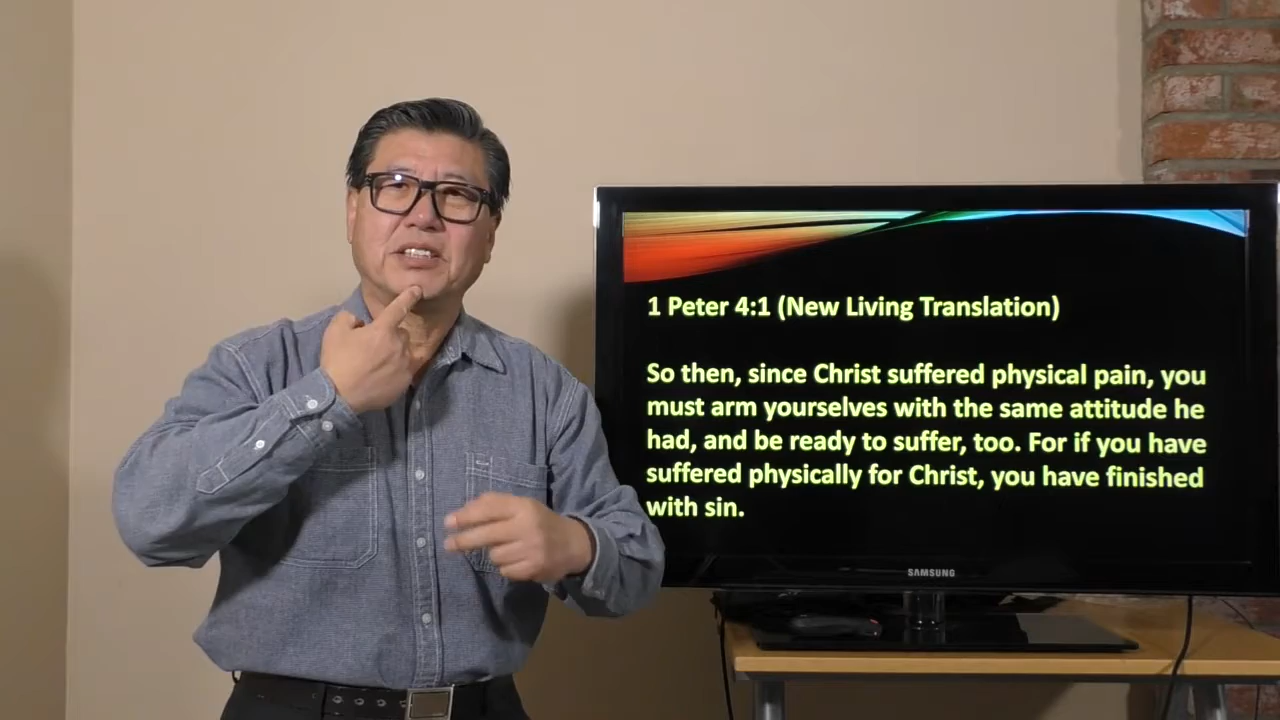 1 Peter 4:1 (New Living Translation)
So then, since Christ suffered physical pain, you
must arm yourselves with the same attitude he
had, and be ready to suffer, too. For if you have
suffered physically for Christ, you have finished
with sin.
SAMSUNG